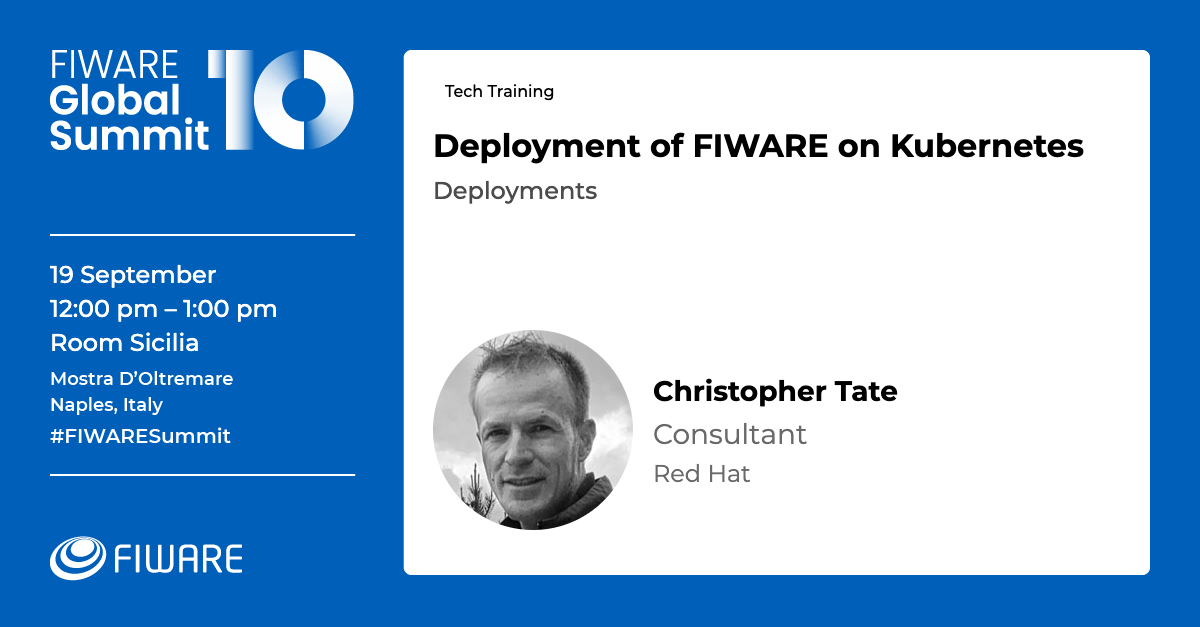 FIWARE
Global
Summit
10
19 September
12:00 pm – 1:00 pm
Room Sicilia
Mostra D’Oltremare
Naples, Italy
#FIWARESummit
FIWARE
Tech Training
Deployment of FIWARE on Kubernetes
Deployments
Christopher Tate
Consultant
Red Hat